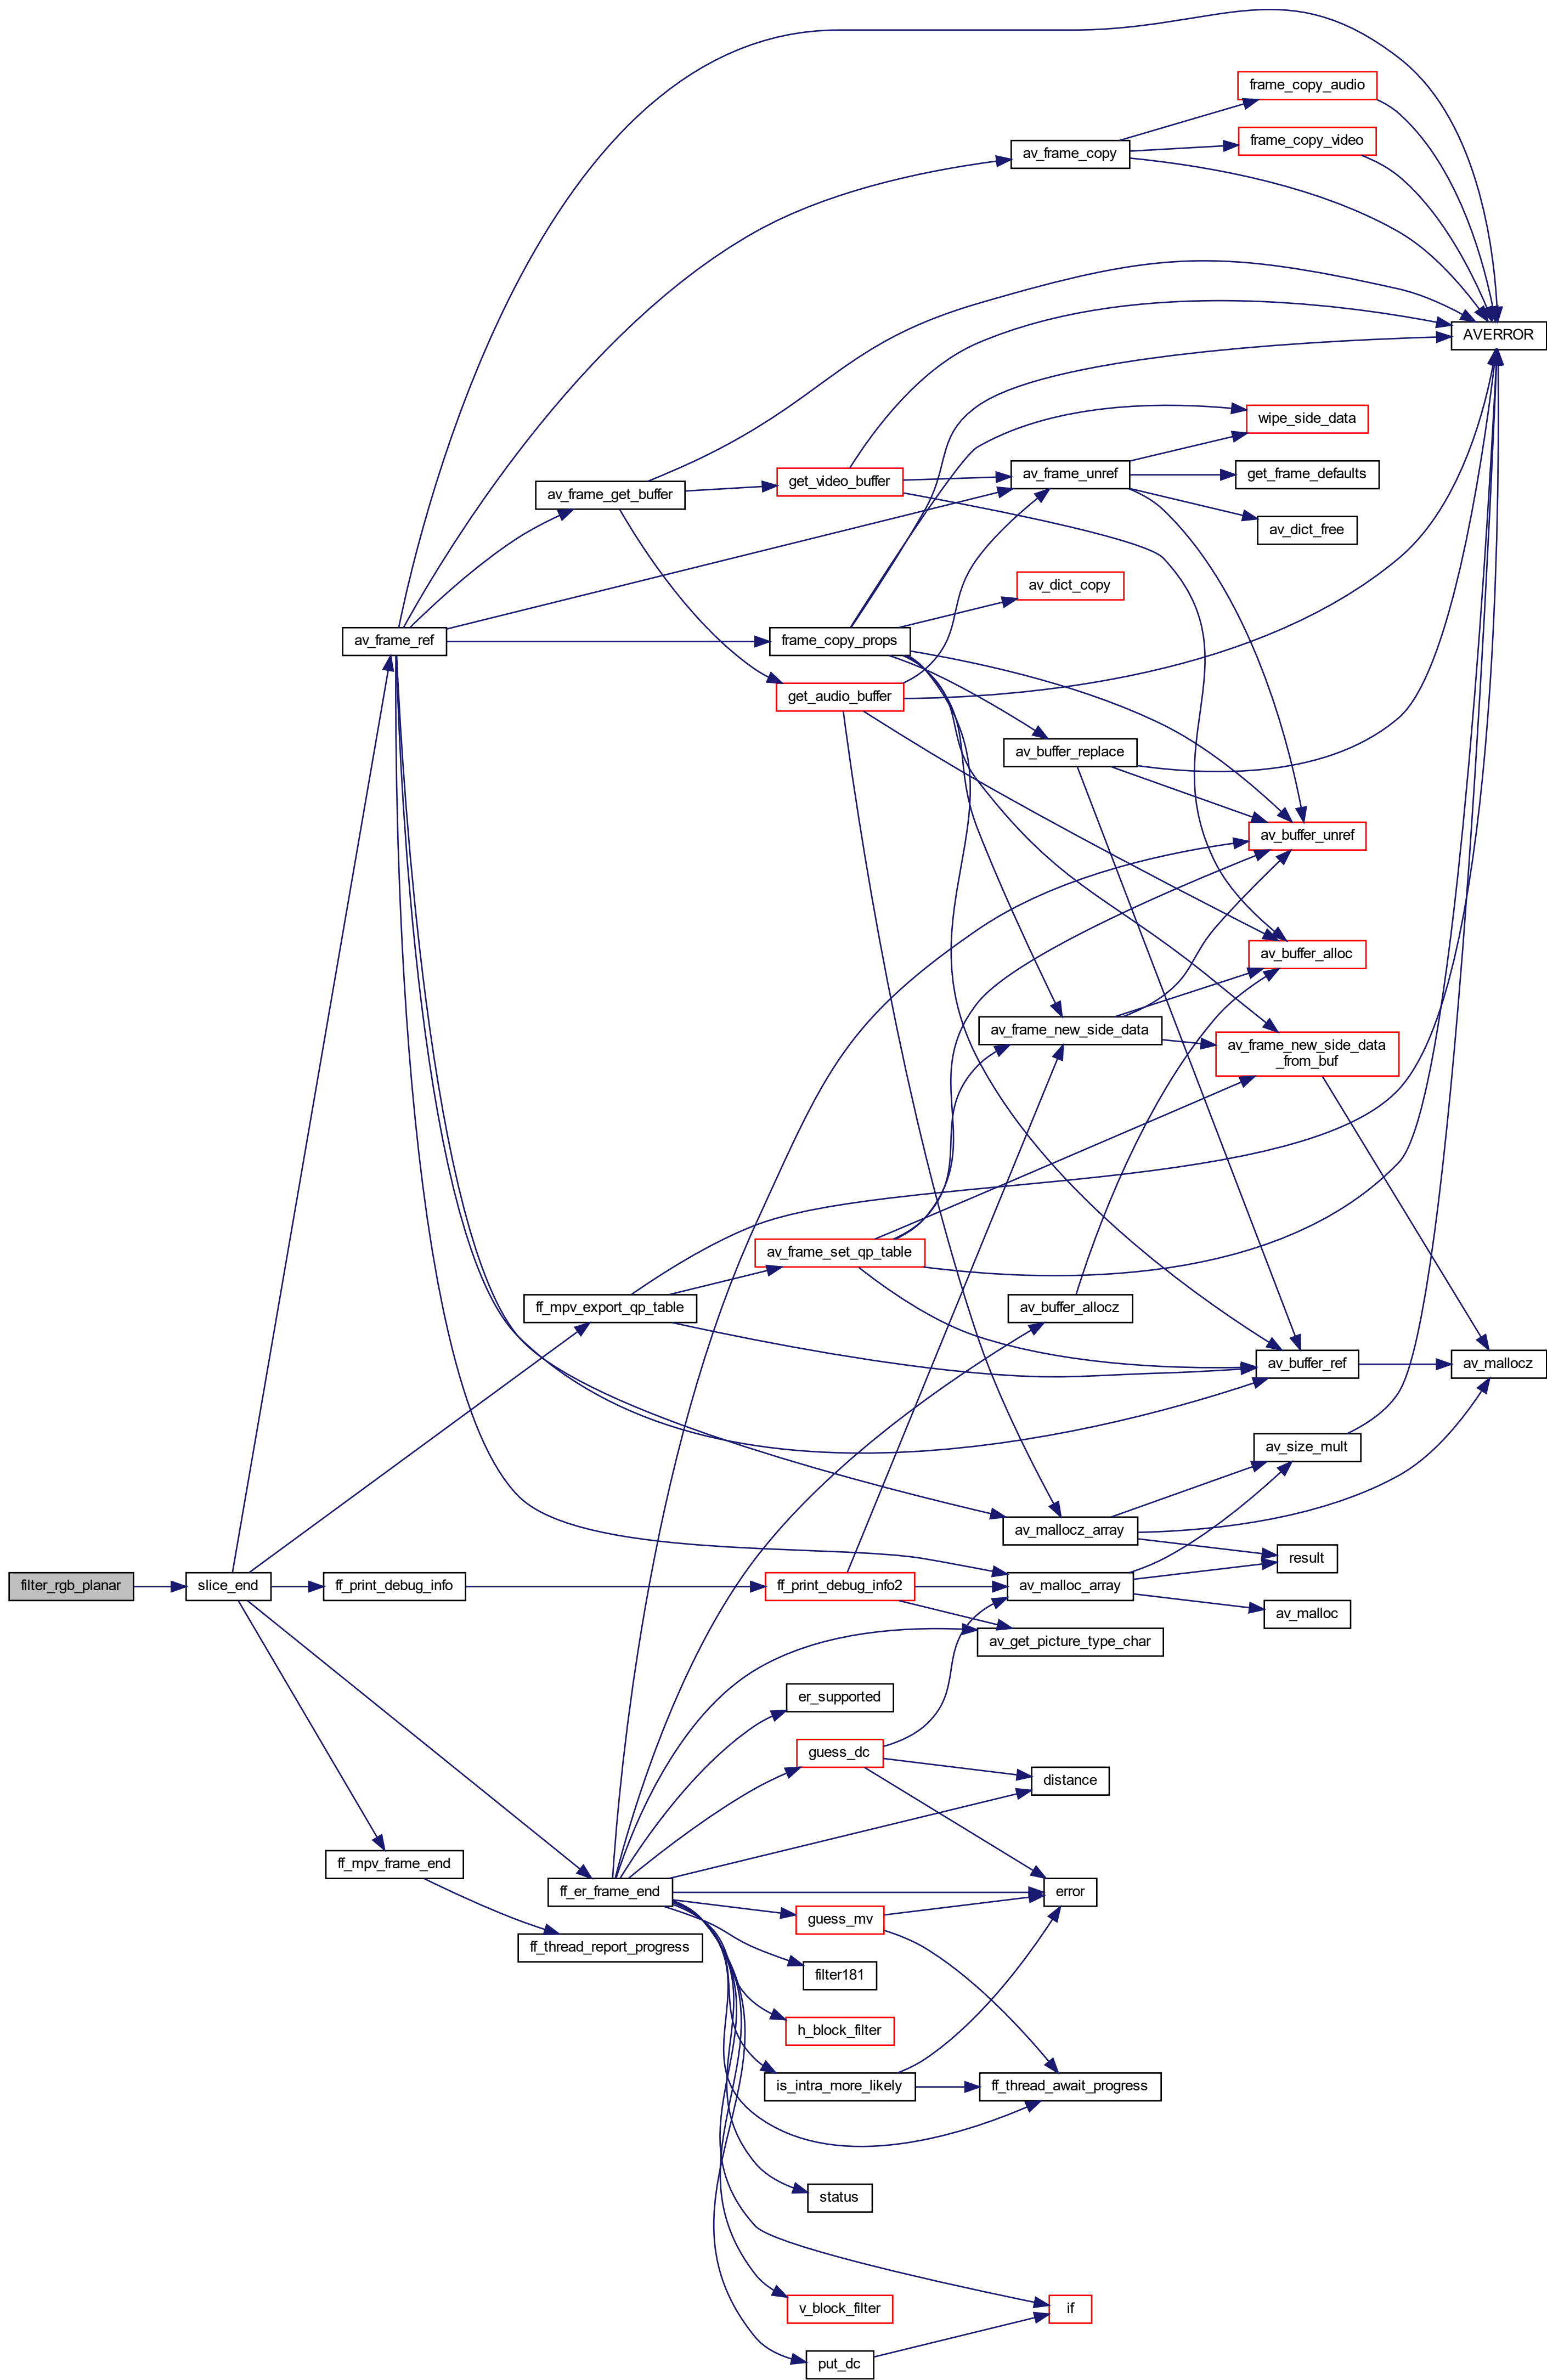 frame_copy_audio
frame_copy_video
av_frame_copy
AVERROR
wipe_side_data
av_frame_unref
get_video_buffer
get_frame_defaults
av_frame_get_buffer
av_dict_free
av_dict_copy
av_frame_ref
frame_copy_props
get_audio_buffer
av_buffer_replace
av_buffer_unref
av_buffer_alloc
av_frame_new_side_data
av_frame_new_side_data
_from_buf
av_frame_set_qp_table
ff_mpv_export_qp_table
av_buffer_allocz
av_buffer_ref
av_mallocz
av_size_mult
av_mallocz_array
result
filter_rgb_planar
slice_end
ff_print_debug_info
ff_print_debug_info2
av_malloc_array
av_malloc
av_get_picture_type_char
er_supported
guess_dc
distance
ff_mpv_frame_end
ff_er_frame_end
error
guess_mv
ff_thread_report_progress
filter181
h_block_filter
is_intra_more_likely
ff_thread_await_progress
status
v_block_filter
if
put_dc